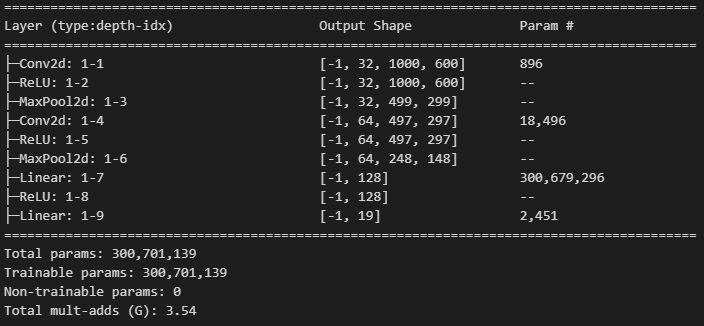 ==========================================================================================
Layer (type:depth-idx)                   Output Shape              Param #
==========================================================================================
├─Conv2d: 1-1                            [-1, 32, 1000, 600]       896
├─ReLU: 1-2                              [-1, 32, 1000, 600]       --
├─MaxPool2d: 1-3                         [-1, 32, 499, 299]        --
├─Conv2d: 1-4                            [-1, 64, 497, 297]        18,496
├─ReLU: 1-5                              [-1, 64, 497, 297]        --
├─MaxPool2d: 1-6                         [-1, 64, 248, 148]        --
├─Linear: 1-7                            [-1, 128]                 300,679,296
├─ReLU: 1-8                              [-1, 128]                 --
├─Linear: 1-9                            [-1, 19]                  2,451
==========================================================================================
Total params: 300,701,139
Trainable params: 300,701,139
Non-trainable params: 0
Total mult-adds (G): 3.54